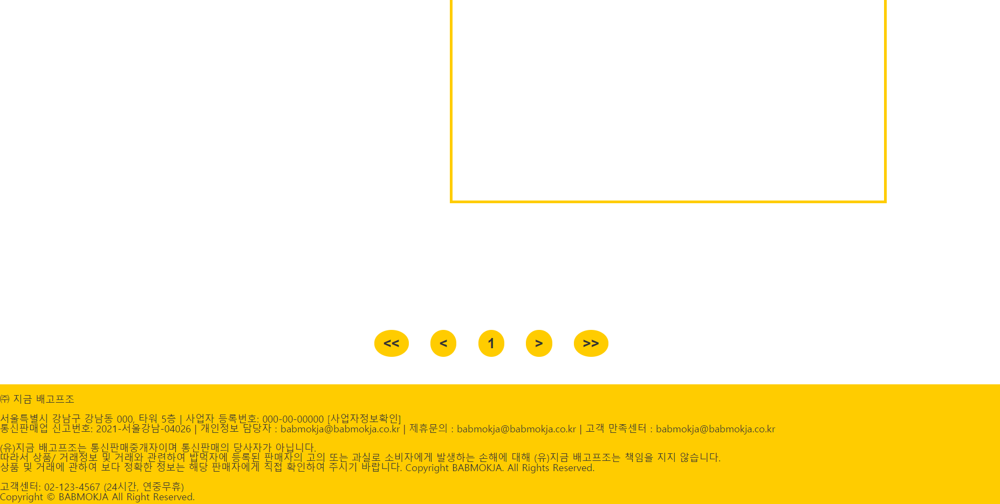 << < 1 > >>
㈜ 지금 배고프조
서울특별시 강남구 강남동 000, 타워 5층 | 사업자 등록번호: 000-00-00000 [사업자정보확인]
통신판매업 신고번호: 2021-서울강남-04026 | 개인정보 담당자 : babmokja@babmokja.co.kr | 제휴문의 : babmokja@babmokja.co.kr | 고객 만족센터 : babmokja@babmokja.co.kr
(유)지금 배고프조는 통신판매중개자이며 통신판매의 당사자가 아닙니다.
따라서 상품/ 거래정보 및 거래와 관련하여 밥먹자에 등록된 판매자의 고의 또는 과실로 소비자에게 발생하는 손해에 대해 (유)지금 배고프조는 책임을 지지 않습니다.
상품 및 거래에 관하여 보다 정확한 정보는 해당 판매자에게 직접 확인하여 주시기 바랍니다. Copyright BABMOKJA. All Rights Reserved.
고객센터: 02-123-4567 (24시간, 연중무휴)
Copyright © BABMOKJA All Right Reserved.